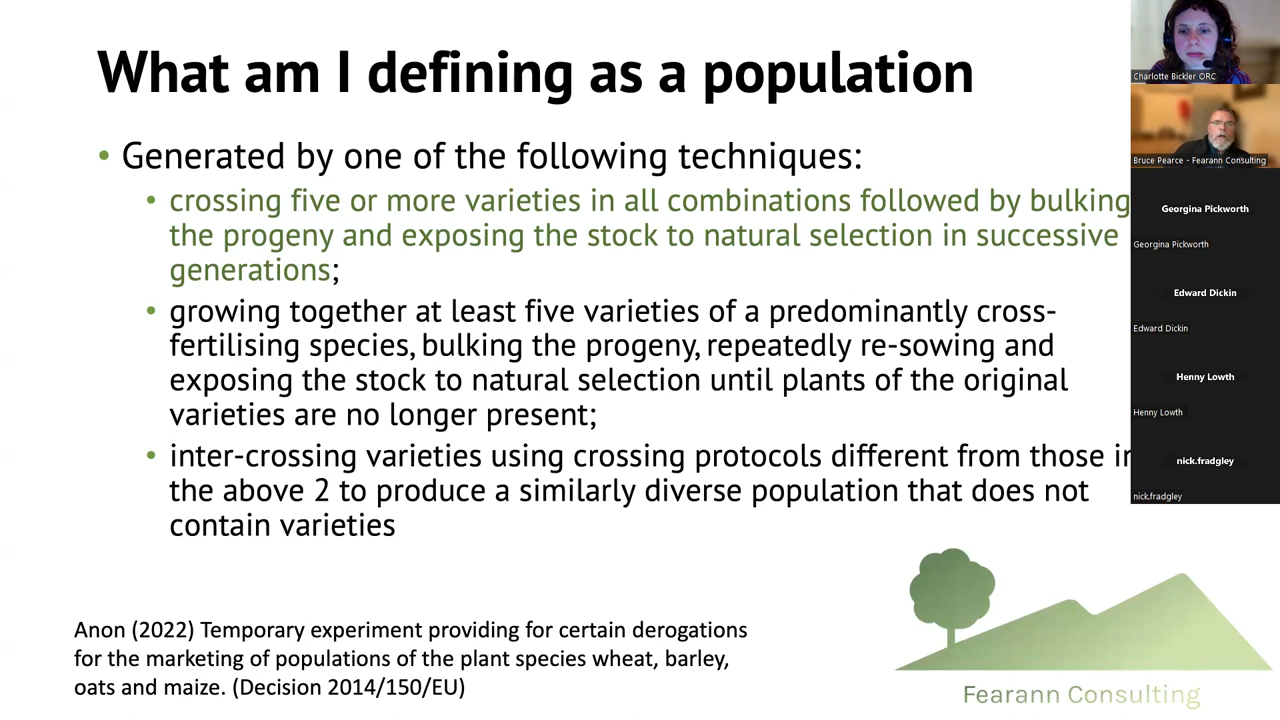 What am I defining as a population
• Generated by one of the following techniques:
• crossing five or more varieties in all combinations followed by bulking
the progeny and exposing the stock to natural selection in successive
generations;
• growing together at least five varieties of a predominantly cross-
fertilising species, bulking the progeny, repeatedly re-sowing and
exposing the stock to natural selection until plants of the original
varieties are no longer present;
• inter-crossing varieties using crossing protocols different from those in
the above 2 to produce a similarly diverse population that does not
contain varieties
Anon (2022) Temporary experiment providing for certain derogations
for the marketing of populations of the plant species wheat, barley,
oats and maize. (Decision 2014/150/EU)
Fearann Consulting
Charlotte Bickler ORC
Bruce Pearce - Fearann Consulting
Georgina Pickworth
Georgina Pickworth
Edward Dickin
Edward Dickin
Henny Lowth
Henny Lowth
nick.fradgley
nick.fradgley